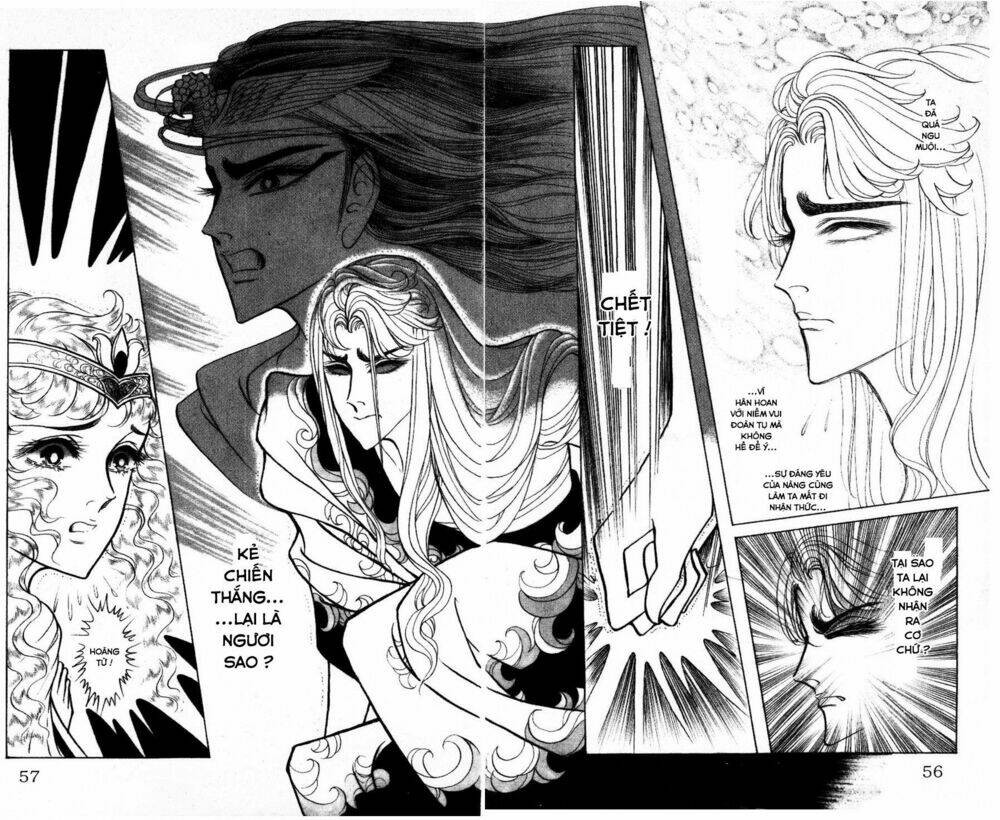 TA
ĐÃ
QUÁ
NGU
MUỘI...
...VÌ
HÂN HOAN
VỚI NIỀM VUI
ĐOÀN TỤ MÀ
KHÔNG
HỀ ĐỂ Ý...
...SỰ ĐÁNG YÊU
CỦA NÀNG CŨNG
LÀM TA MẤT ĐI
NHẬN THỨC...
TẠI SAO
TA LẠI
KHÔNG
NHẬN
RA
CƠ
CHỨ ?
CHẾT
TIỆT !
KẺ
CHIẾN
THẮNG...
...LẠI LÀ
NGƯƠI
SAO ?
HOÀNG
TỬ !
57
56